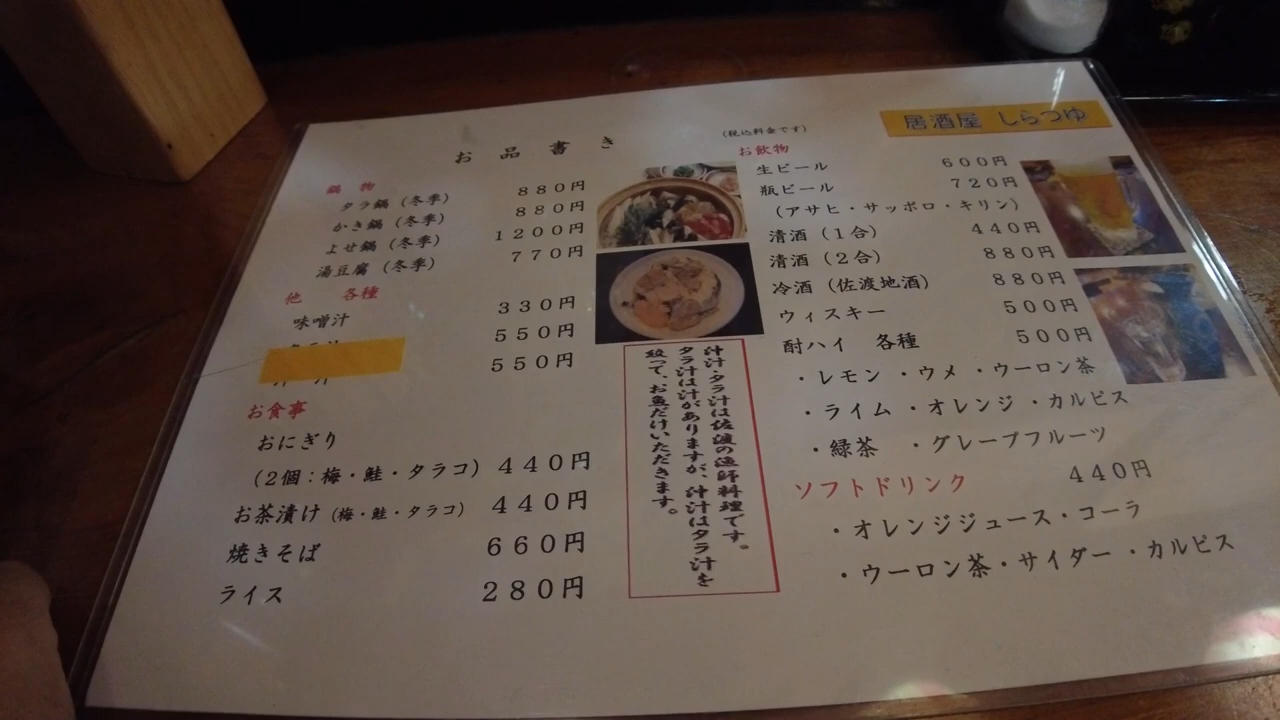 居酒屋 しらつゆ
お品書き
(税込料金です)
鍋 物
タラ鍋 (冬季) 880円
かき鍋 (冬季) 880円
よせ鍋 (冬季) 1200円
湯豆腐 (冬季) 770円
他 各種
味噌汁 330円
550円
550円
お食事
おにぎり
(2個:梅・鮭・タラコ) 440円
お茶漬け (梅・鮭・タラコ) 440円
焼きそば 660円
ライス 280円
汁汁・タラ汁は佐渡の漁師料理です。
タラ汁は汁がありますが、汁汁はタラ汁を
絞って、お魚だけいただきます。
お飲物
生ビール 600円
瓶ビール 720円
(アサヒ・サッポロ・キリン)
清酒 (1合) 440円
清酒 (2合) 880円
冷酒 (佐渡地酒) 880円
ウィスキー 500円
酎ハイ 各種 500円
・レモン ・ウメ ・ウーロン茶
・ライム ・オレンジ ・カルピス
・緑茶 ・グレープフルーツ
ソフトドリンク 440円
・オレンジジュース・コーラ
・ウーロン茶・サイダー ・カルピス